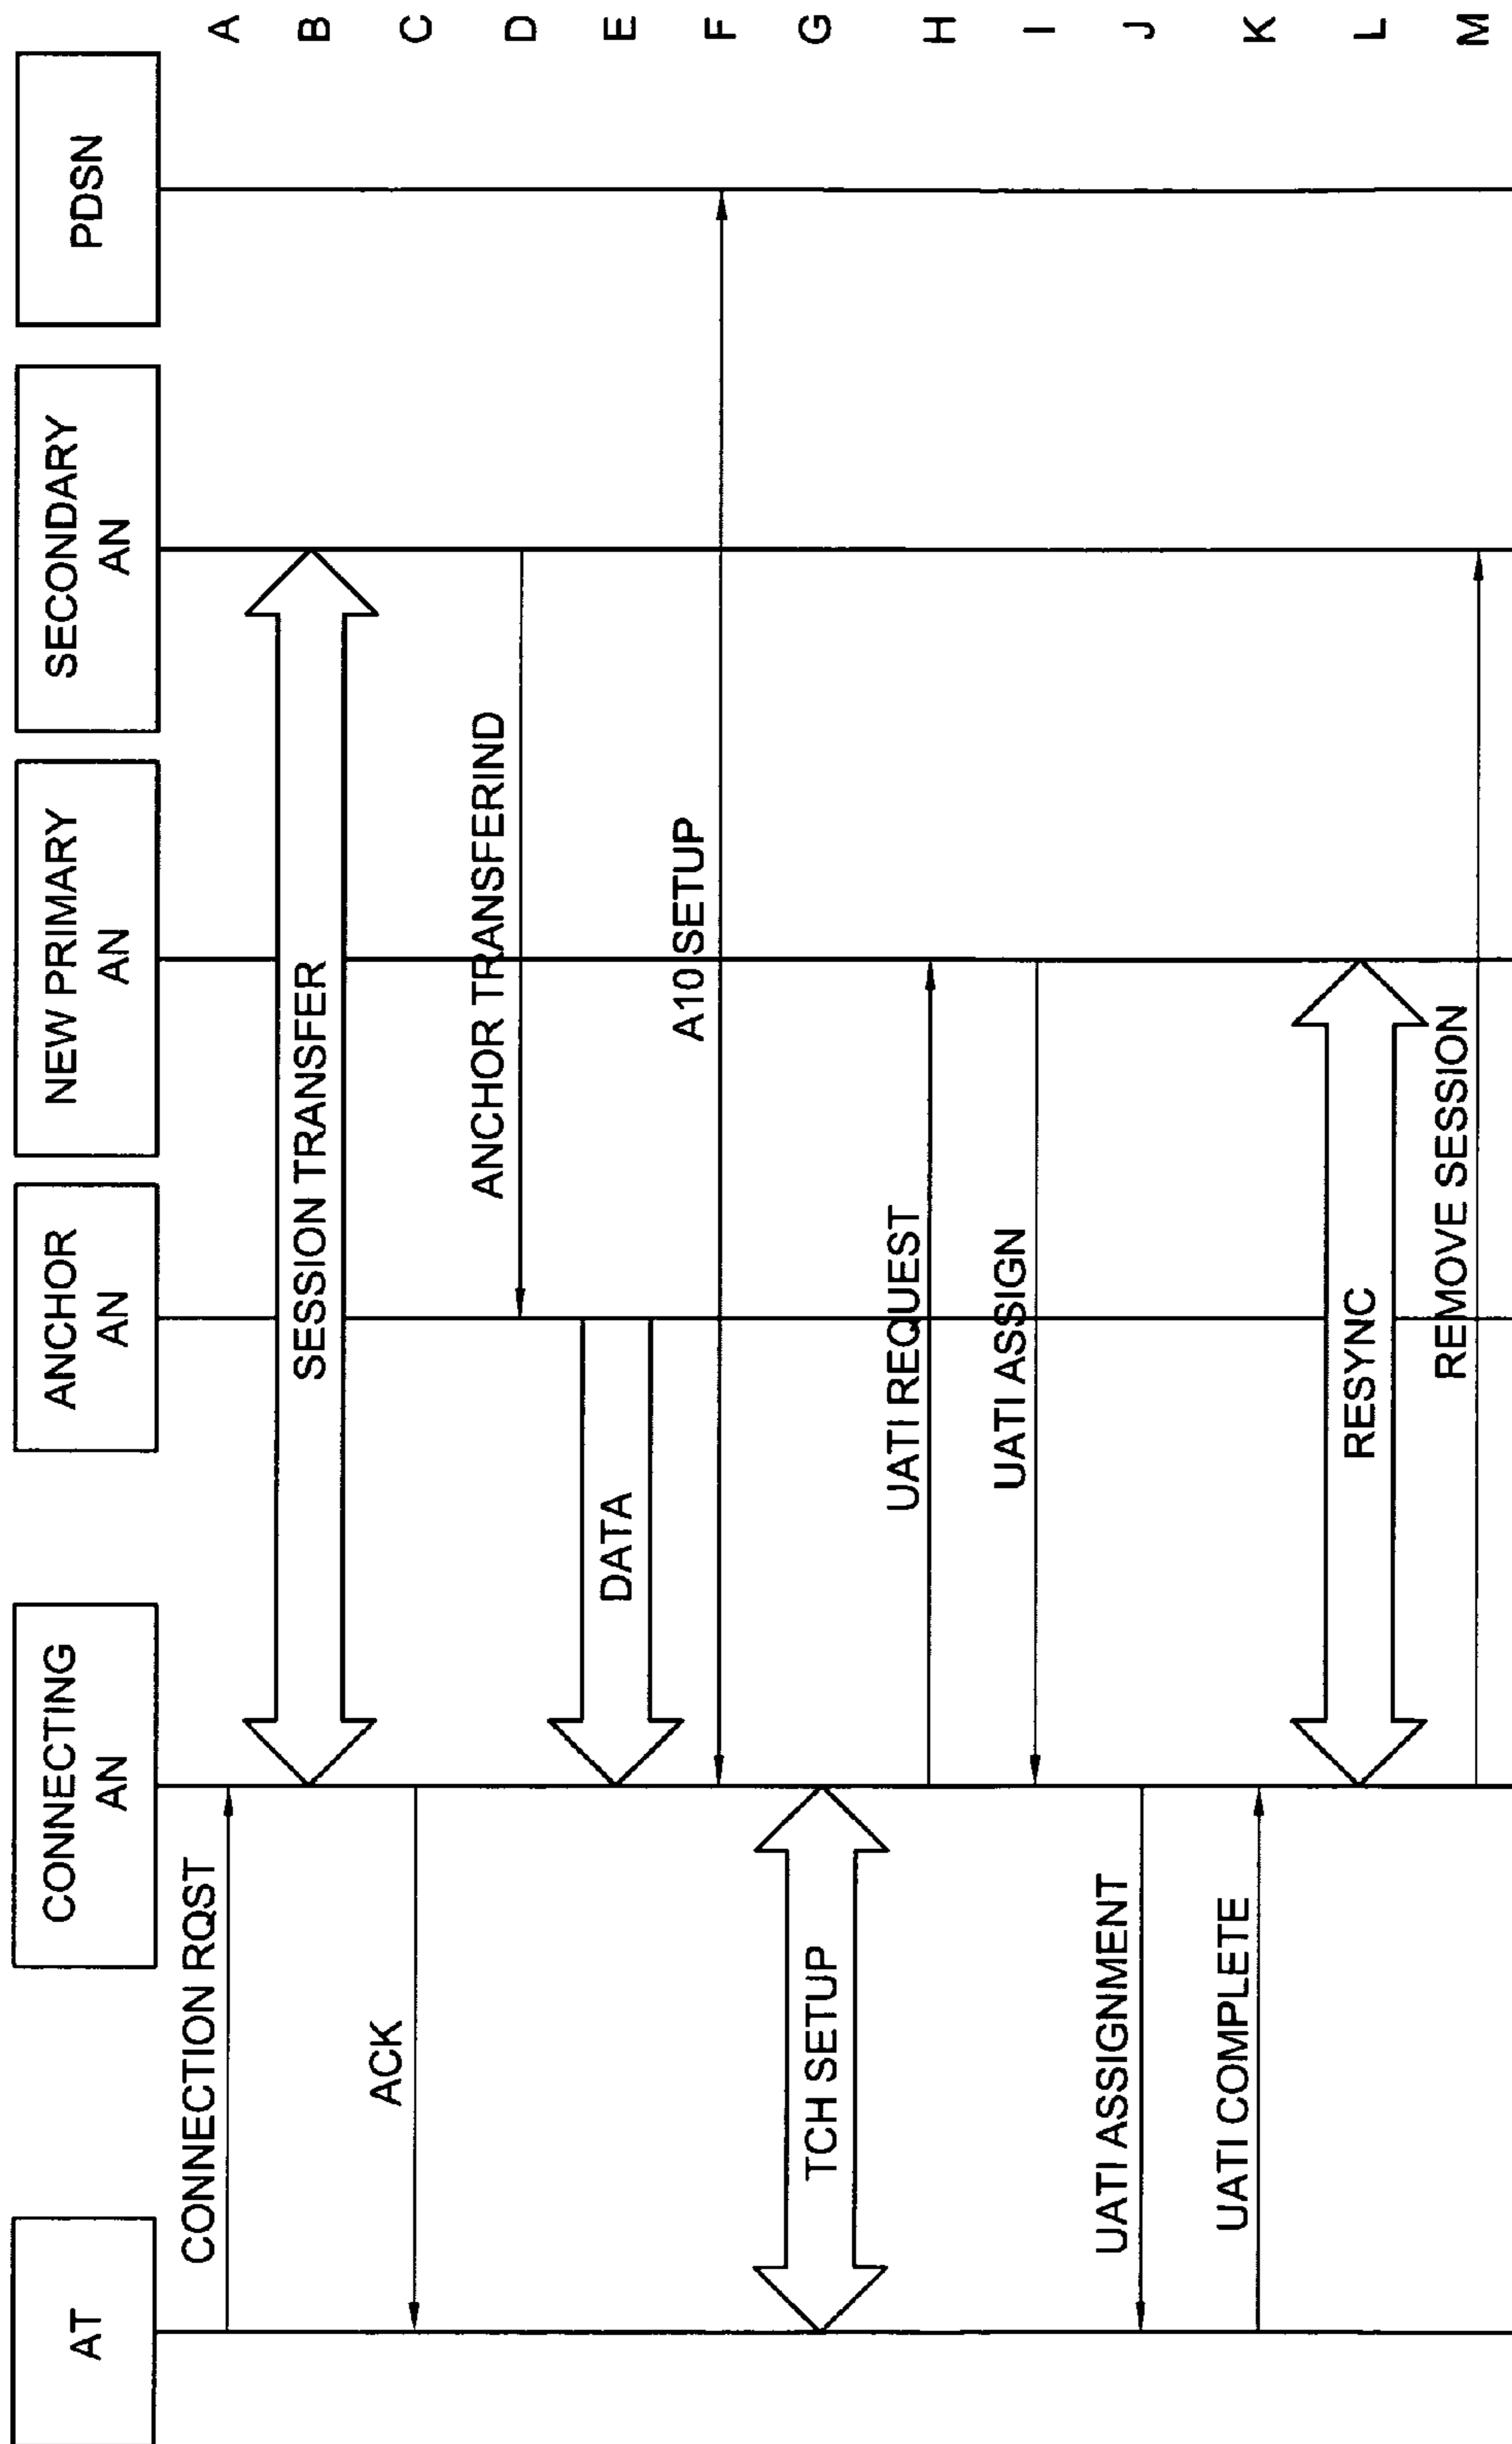 AT
CONNECTING
AN
ANCHOR
AN
NEW PRIMARY
AN
SECONDARY
AN
PDSN
CONNECTION RQST
A
SESSION TRANSFER
B
ACK
C
ANCHOR TRANSFERIND
D
DATA
E
A10 SETUP
F
TCH SETUP
G
UATI REQUEST
H
UATI ASSIGN
I
UATI ASSIGNMENT
J
UATI COMPLETE
K
RESYNC
L
REMOVE SESSION
M